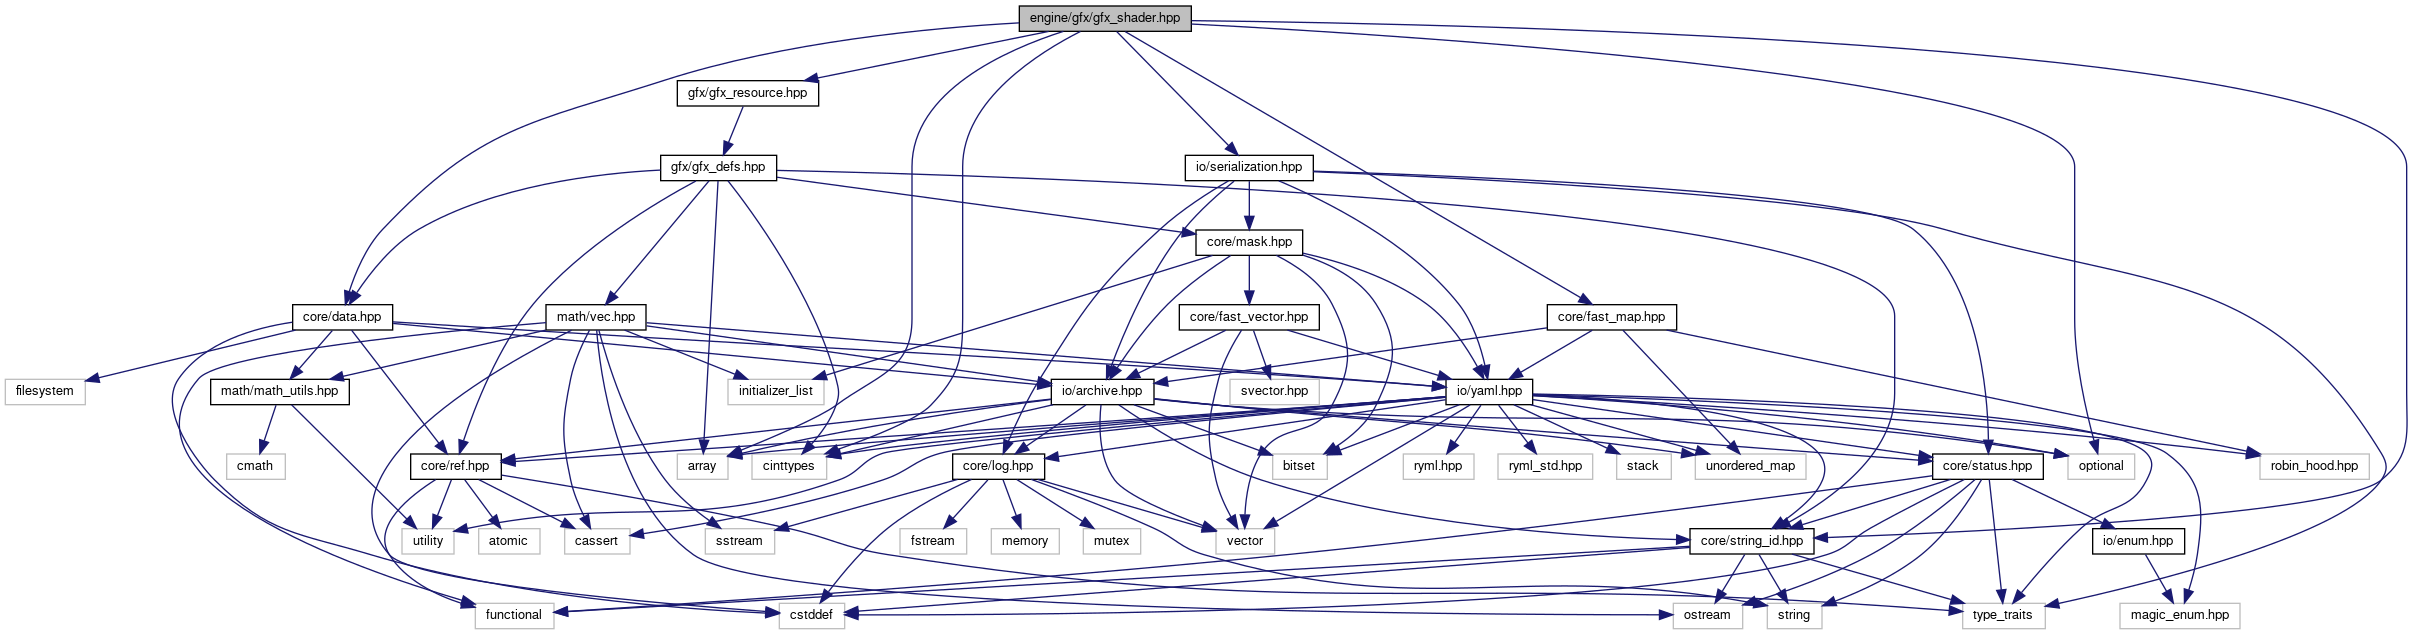 engine/gfx/gfx_shader.hpp
gfx/gfx_resource.hpp
gfx/gfx_defs.hpp
io/serialization.hpp
core/mask.hpp
core/data.hpp
math/vec.hpp
core/fast_vector.hpp
core/fast_map.hpp
filesystem
math/math_utils.hpp
initializer_list
io/archive.hpp
svector.hpp
io/yaml.hpp
cmath
core/ref.hpp
array
cinttypes
core/log.hpp
bitset
ryml.hpp
ryml_std.hpp
stack
unordered_map
core/status.hpp
optional
robin_hood.hpp
utility
atomic
cassert
sstream
fstream
memory
mutex
vector
core/string_id.hpp
io/enum.hpp
functional
cstddef
ostream
string
type_traits
magic_enum.hpp